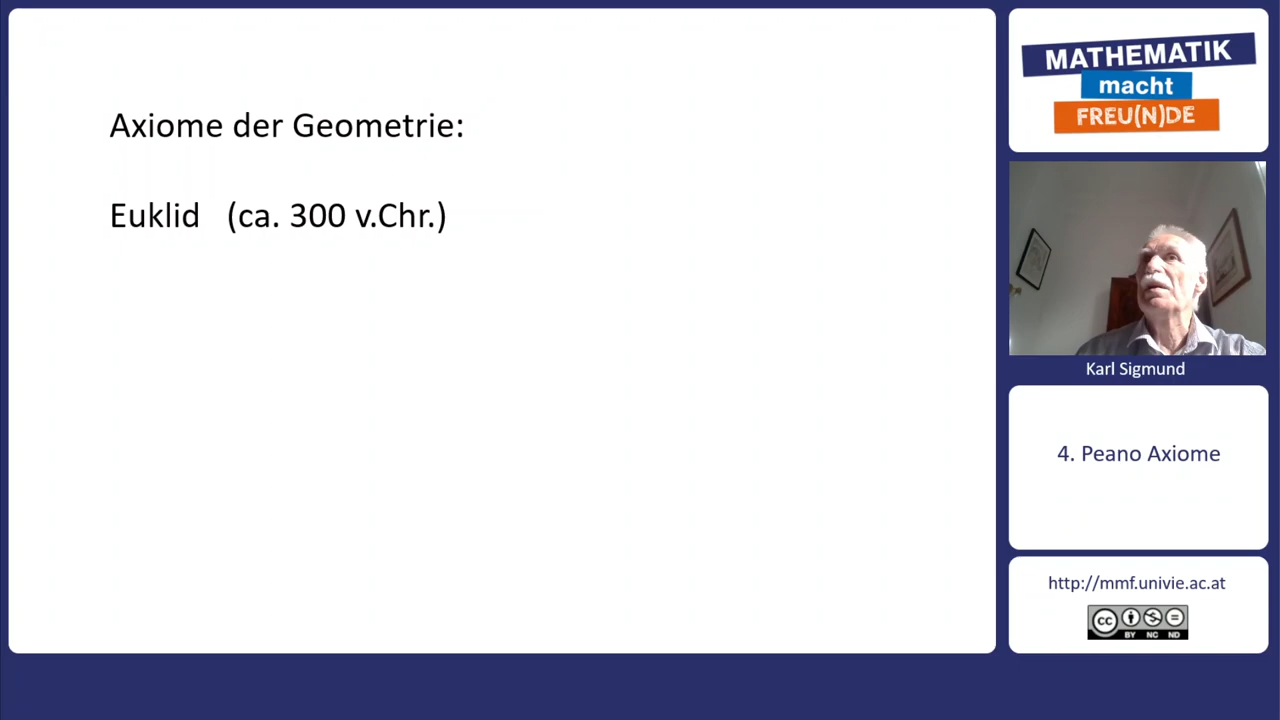 Axiome der Geometrie:
Euklid (ca. 300 v.Chr.)
MATHEMATIK
macht
FREU(N)DE
Karl Sigmund
4. Peano Axiome
http://mmf.univie.ac.at
cc
BY NC ND